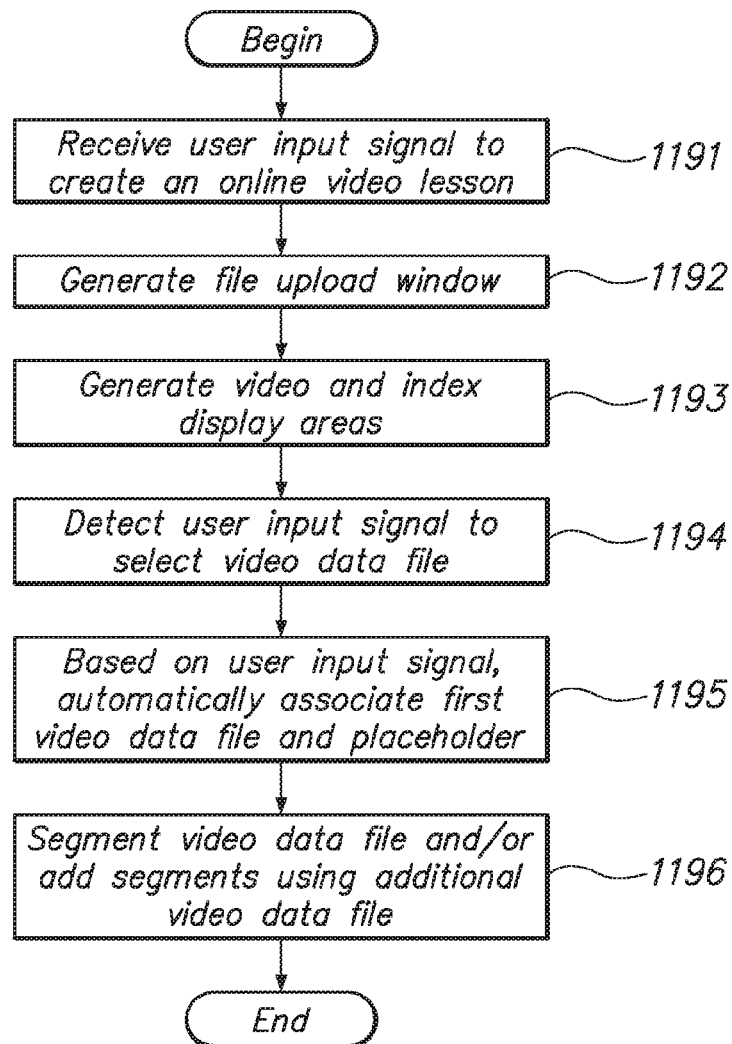 Begin
Receive user input signal to
create an online video lesson
1191
Generate file upload window
1192
Generate video and index
display areas
1193
Detect user input signal to
select video data file
1194
Based on user input signal,
automatically associate first
video data file and placeholder
1195
Segment video data file and/or
add segments using additional
video data file
1196
End